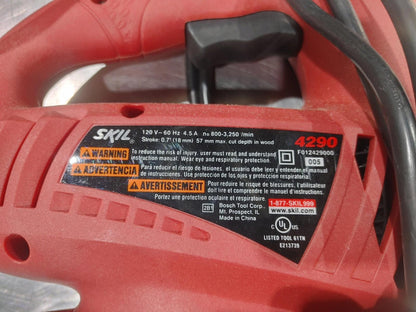 SKIL
120 V~ 60 Hz 4.5 A n₀ 800-3,250 /min
Stroke: 0.7" (18 mm) 57 mm max. cut depth in wood
4290
F012429000
005
WARNING To reduce the risk of injury, user must read and understand
instruction manual. Wear eye and respiratory protection.
ADVERTENCIA Para reducir el riesgo de lesiones, el usuario debe leer y entender el manual
de instrucciones. Use protección de los ojos y protección respiratoria
AVERTISSEMENT Pour réduire le risque de blessures, l'utilisateur
doit lire et comprendre le mode d'emploi.
Portez une protection oculaire et respiratoire.
Bosch Tool Corp.
Mt. Prospect, IL
Made in China
1-877-SKIL999
www.skil.com
C UL US
LISTED TOOL 61TN
E213739